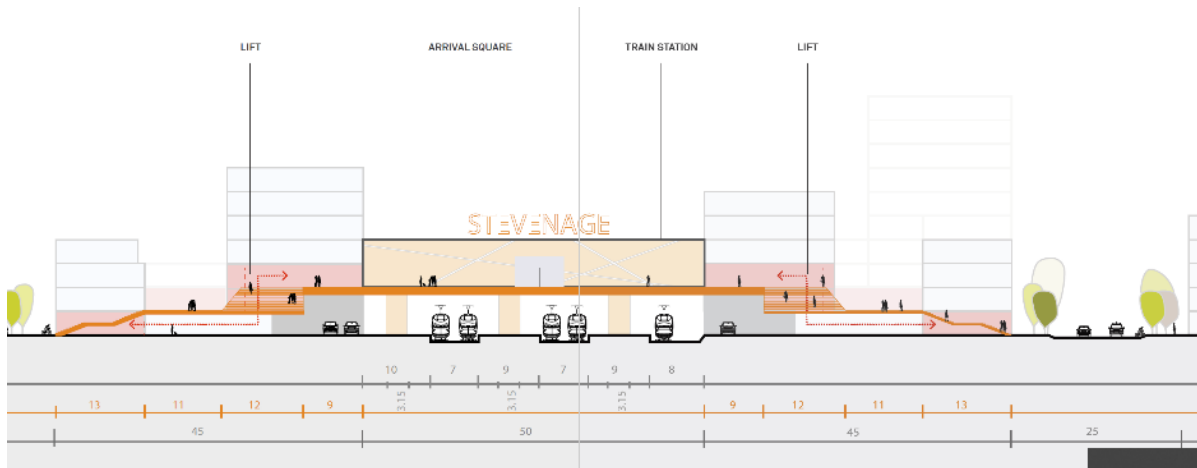 LIFT ARRIVAL SQUARE TRAIN STATION LIFT
STEVENAGE
10 7 9 7 9 8
3.15 3.15 3.15
13 11 12 9 9 12 11 13
45 50 45 25